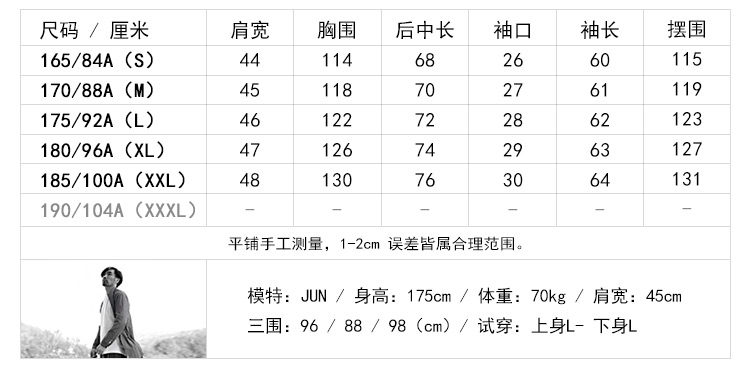 尺码 / 厘米 肩宽 胸围 后中长 袖口 袖长 摆围
165/84A（S） 44 114 68 26 60 115
170/88A（M） 45 118 70 27 61 119
175/92A（L） 46 122 72 28 62 123
180/96A（XL） 47 126 74 29 63 127
185/100A（XXL） 48 130 76 30 64 131
190/104A（XXXL） – – – – – –
平铺手工测量，1-2cm 误差皆属合理范围。
模特：JUN / 身高：175cm / 体重：70kg / 肩宽：45cm
三围：96 / 88 / 98（cm）/ 试穿：上身L- 下身L